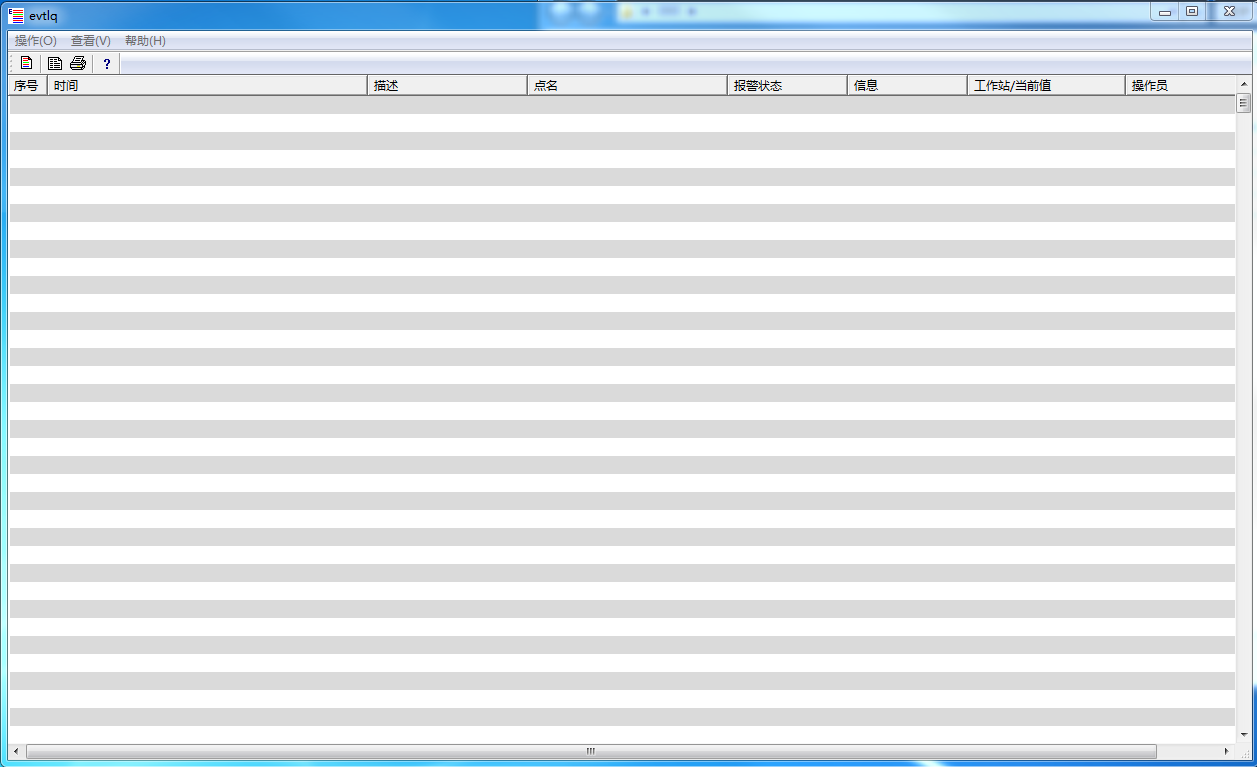 evtlq
操作(O) 查看(V) 帮助(H)
?
序号 时间 描述 点名 报警状态 信息 工作站/当前值 操作员